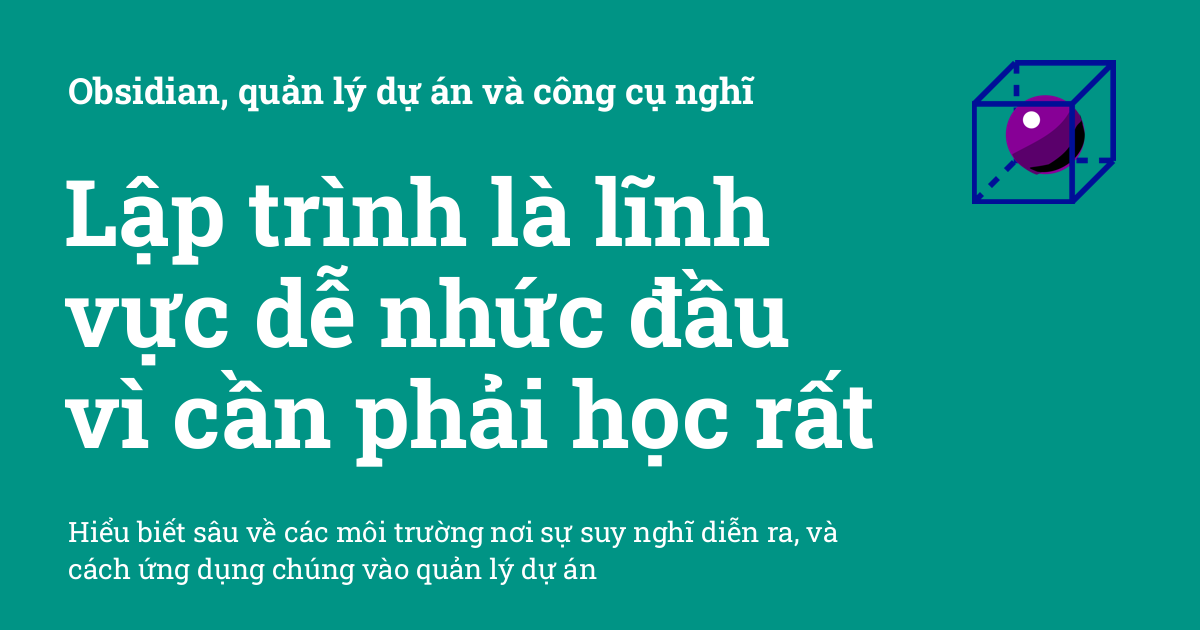 Obsidian, quản lý dự án và công cụ nghĩ
Lập trình là lĩnh
vực dễ nhức đầu
vì cần phải học rất
Hiểu biết sâu về các môi trường nơi sự suy nghĩ diễn ra, và
cách ứng dụng chúng vào quản lý dự án